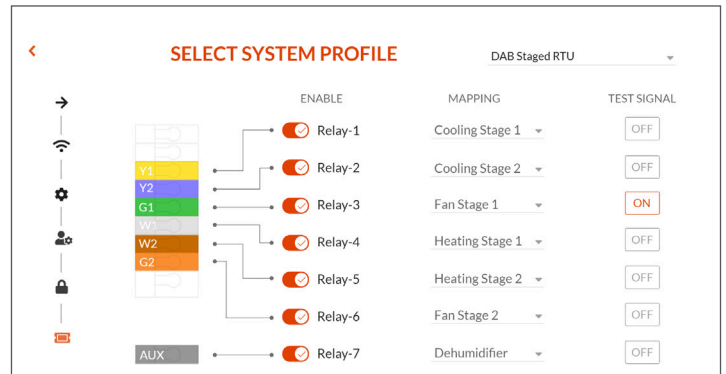 SELECT SYSTEM PROFILE
DAB Staged RTU
ENABLE MAPPING TEST SIGNAL
Relay-1 Cooling Stage 1 OFF
Y1 Relay-2 Cooling Stage 2 OFF
Y2
G1 Relay-3 Fan Stage 1 ON
W1
W2 Relay-4 Heating Stage 1 OFF
G2
Relay-5 Heating Stage 2 OFF
Relay-6 Fan Stage 2 OFF
AUX Relay-7 Dehumidifier OFF